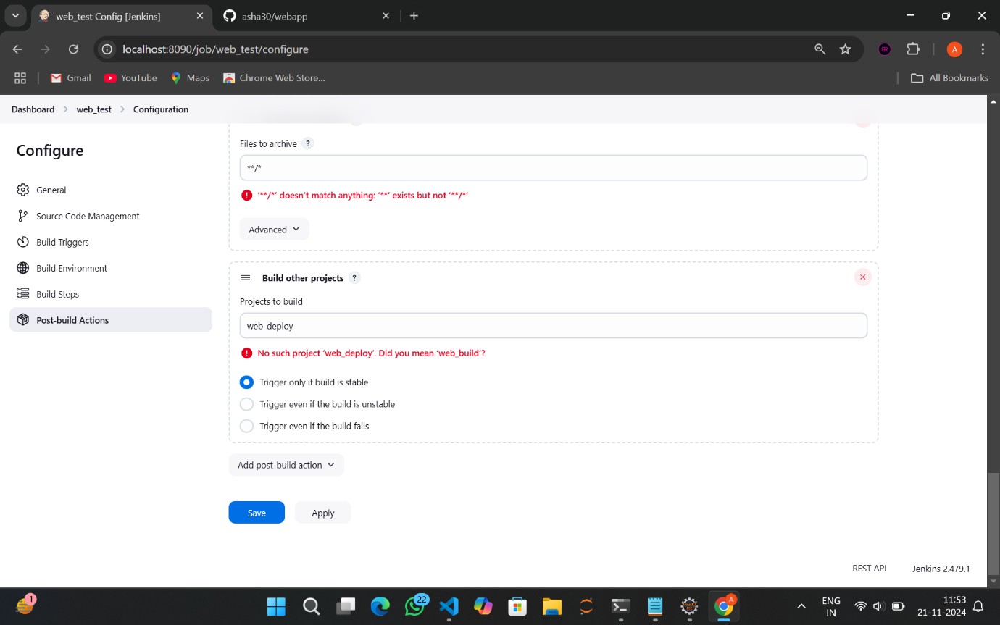 web_test Config [Jenkins]
asha30/webapp
localhost:8090/job/web_test/configure
BR
A
Gmail
YouTube
Maps
Chrome Web Store...
All Bookmarks
Dashboard
web_test
Configuration
Configure
General
Source Code Management
Build Triggers
Build Environment
Build Steps
Post-build Actions
Files to archive ?
**/*
! '**/*' doesn't match anything: '**' exists but not '**/*'
Advanced
Build other projects ?
Projects to build
web_deploy
! No such project ‘web_deploy’. Did you mean ‘web_build’?
Trigger only if build is stable
Trigger even if the build is unstable
Trigger even if the build fails
Add post-build action
Save
Apply
REST API
Jenkins 2.479.1
1
22
A
ENG
IN
11:53
21-11-2024